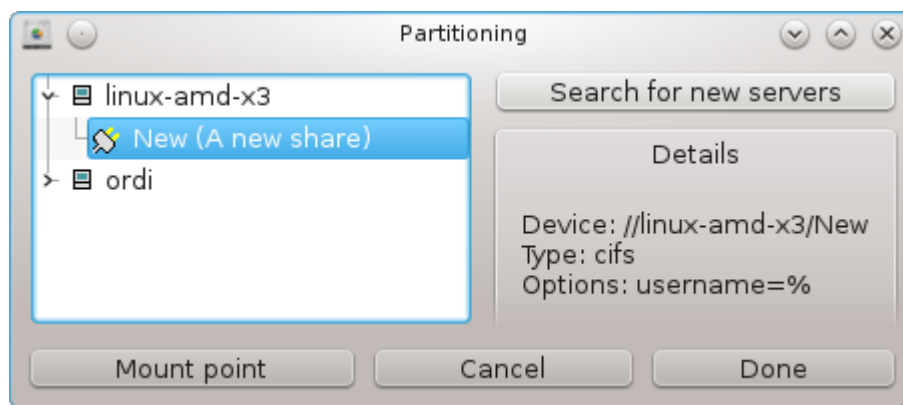 Partitioning
linux-amd-x3
New (A new share)
ordi
Search for new servers
Details
Device: //linux-amd-x3/New
Type: cifs
Options: username=%
Mount point
Cancel
Done